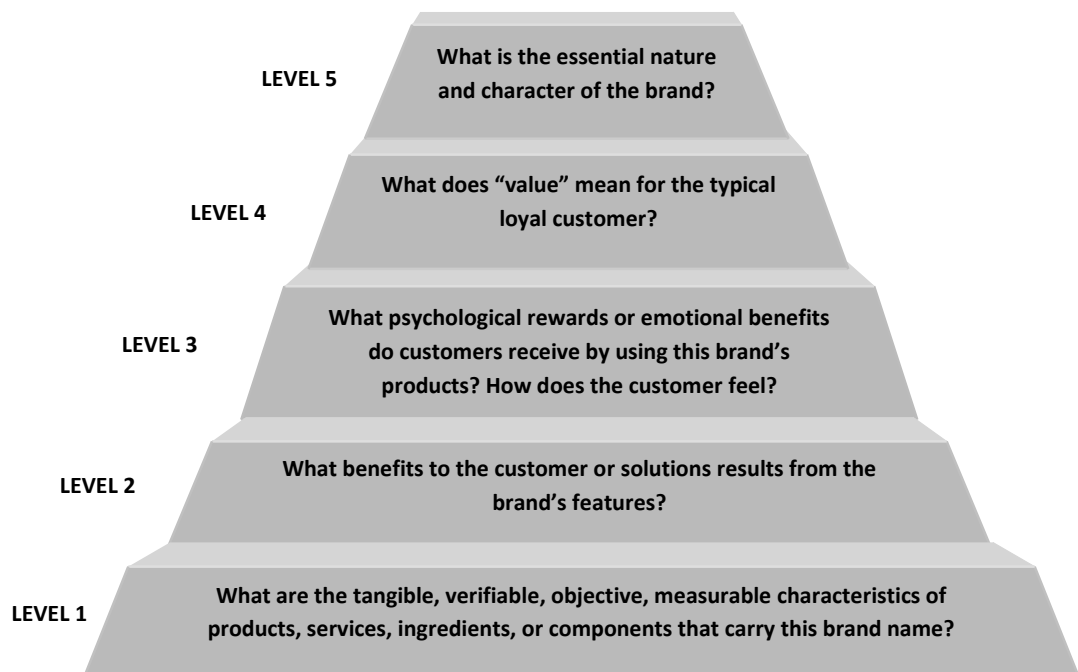 LEVEL 5
What is the essential nature
and character of the brand?
LEVEL 4
What does “value” mean for the typical
loyal customer?
LEVEL 3
What psychological rewards or emotional benefits
do customers receive by using this brand’s
products? How does the customer feel?
LEVEL 2
What benefits to the customer or solutions results from the
brand’s features?
LEVEL 1
What are the tangible, verifiable, objective, measurable characteristics of
products, services, ingredients, or components that carry this brand name?